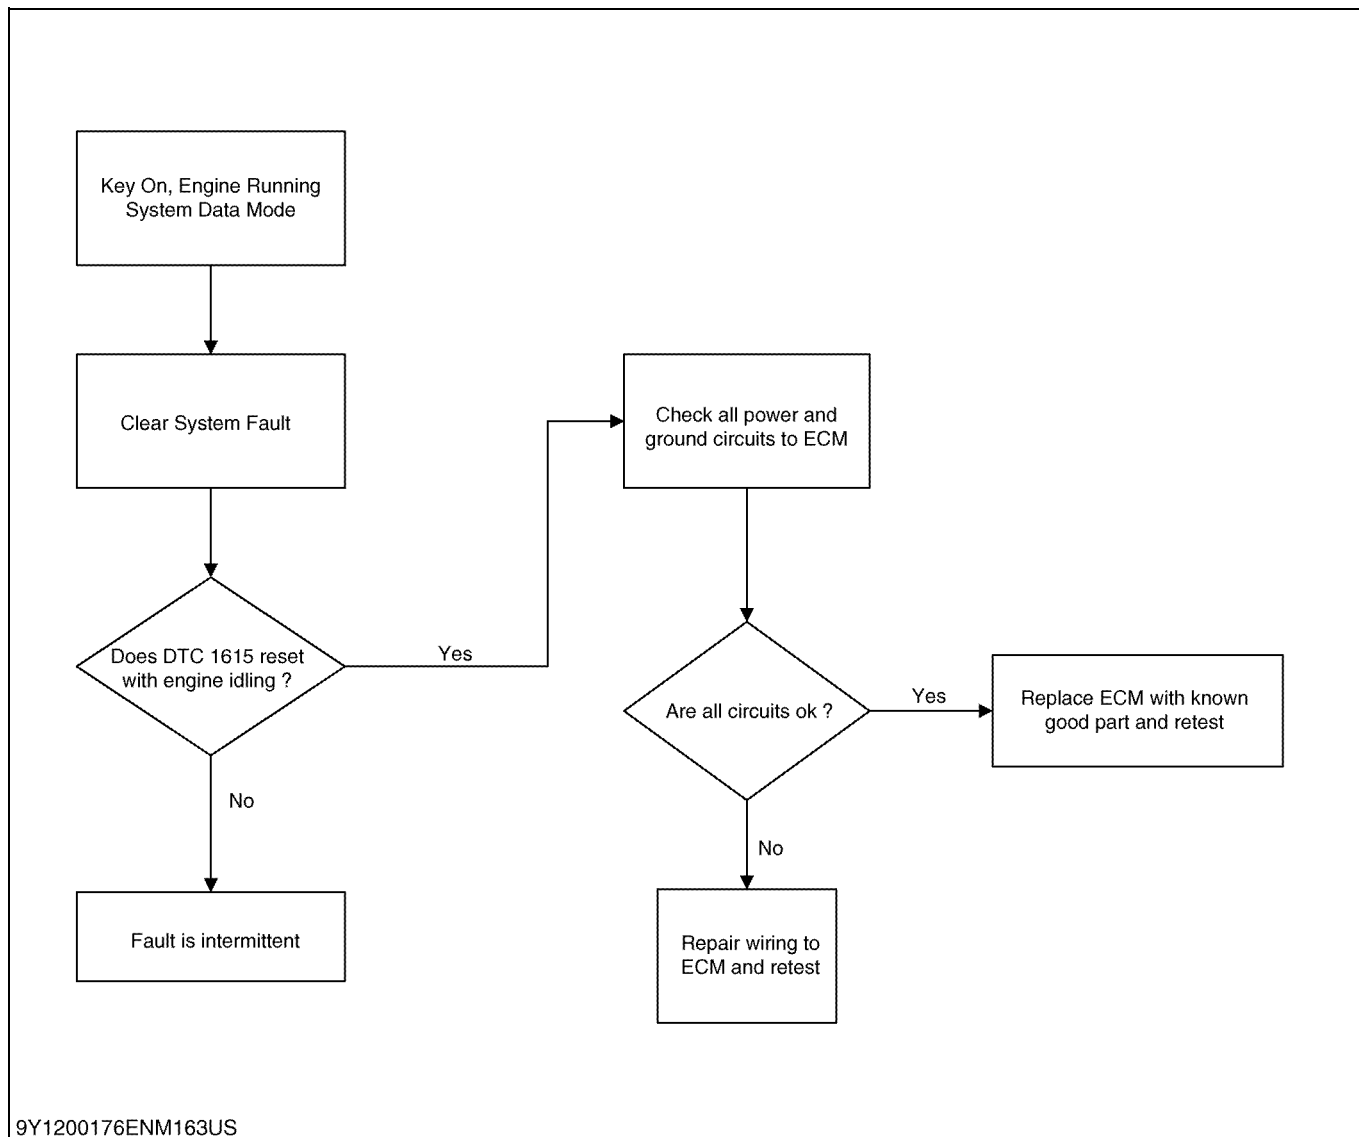 Key On, Engine Running
System Data Mode
Clear System Fault
Does DTC 1615 reset
with engine idling ?
Yes
No
Fault is intermittent
Check all power and
ground circuits to ECM
Are all circuits ok ?
Yes
Replace ECM with known
good part and retest
No
Repair wiring to
ECM and retest
9Y1200176ENM163US